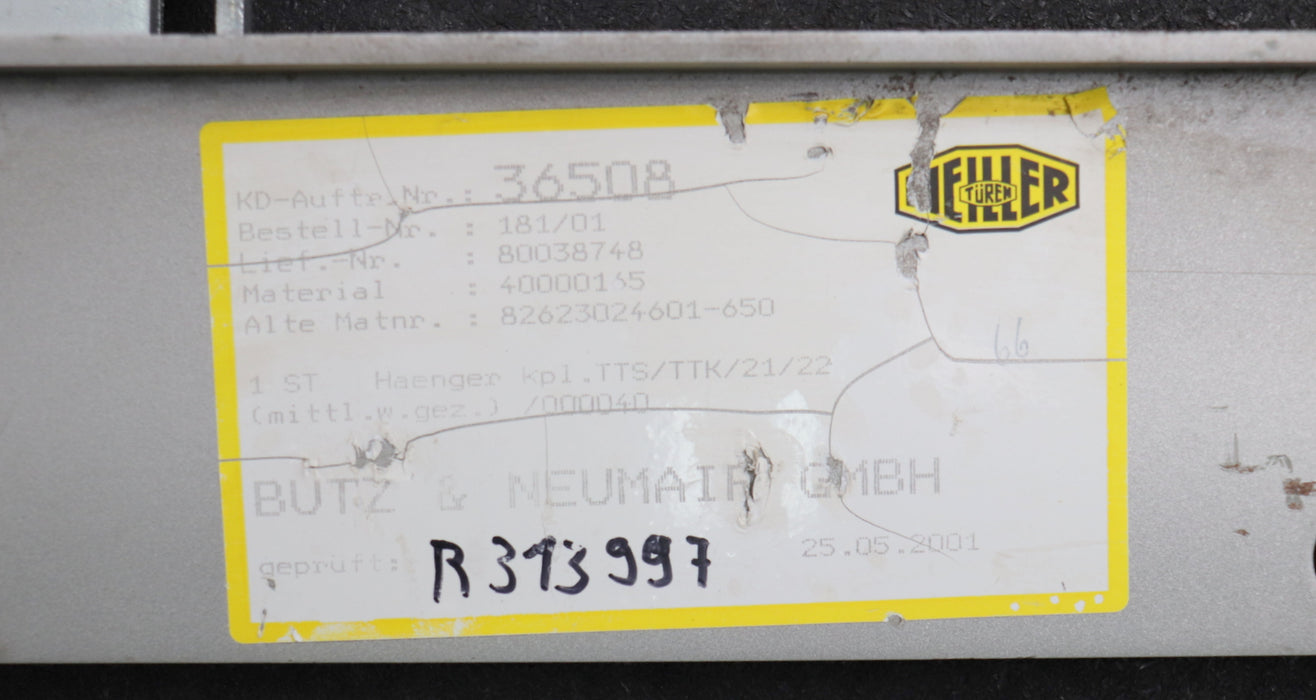 MEILLER
TÜREN
KD-Auftr.Nr.: 36508
Bestell-Nr. : 181/01
Lief.-Nr. : 80038748
Material : 40000165
Alte Matnr. : 82623024601-650
66
1 ST Haenger kpl.TTS/TTK/21/22
(mittl.w.gez.) /000040
BUTZ & NEUMAIR GMBH
geprüft: R313997 25.05.2001